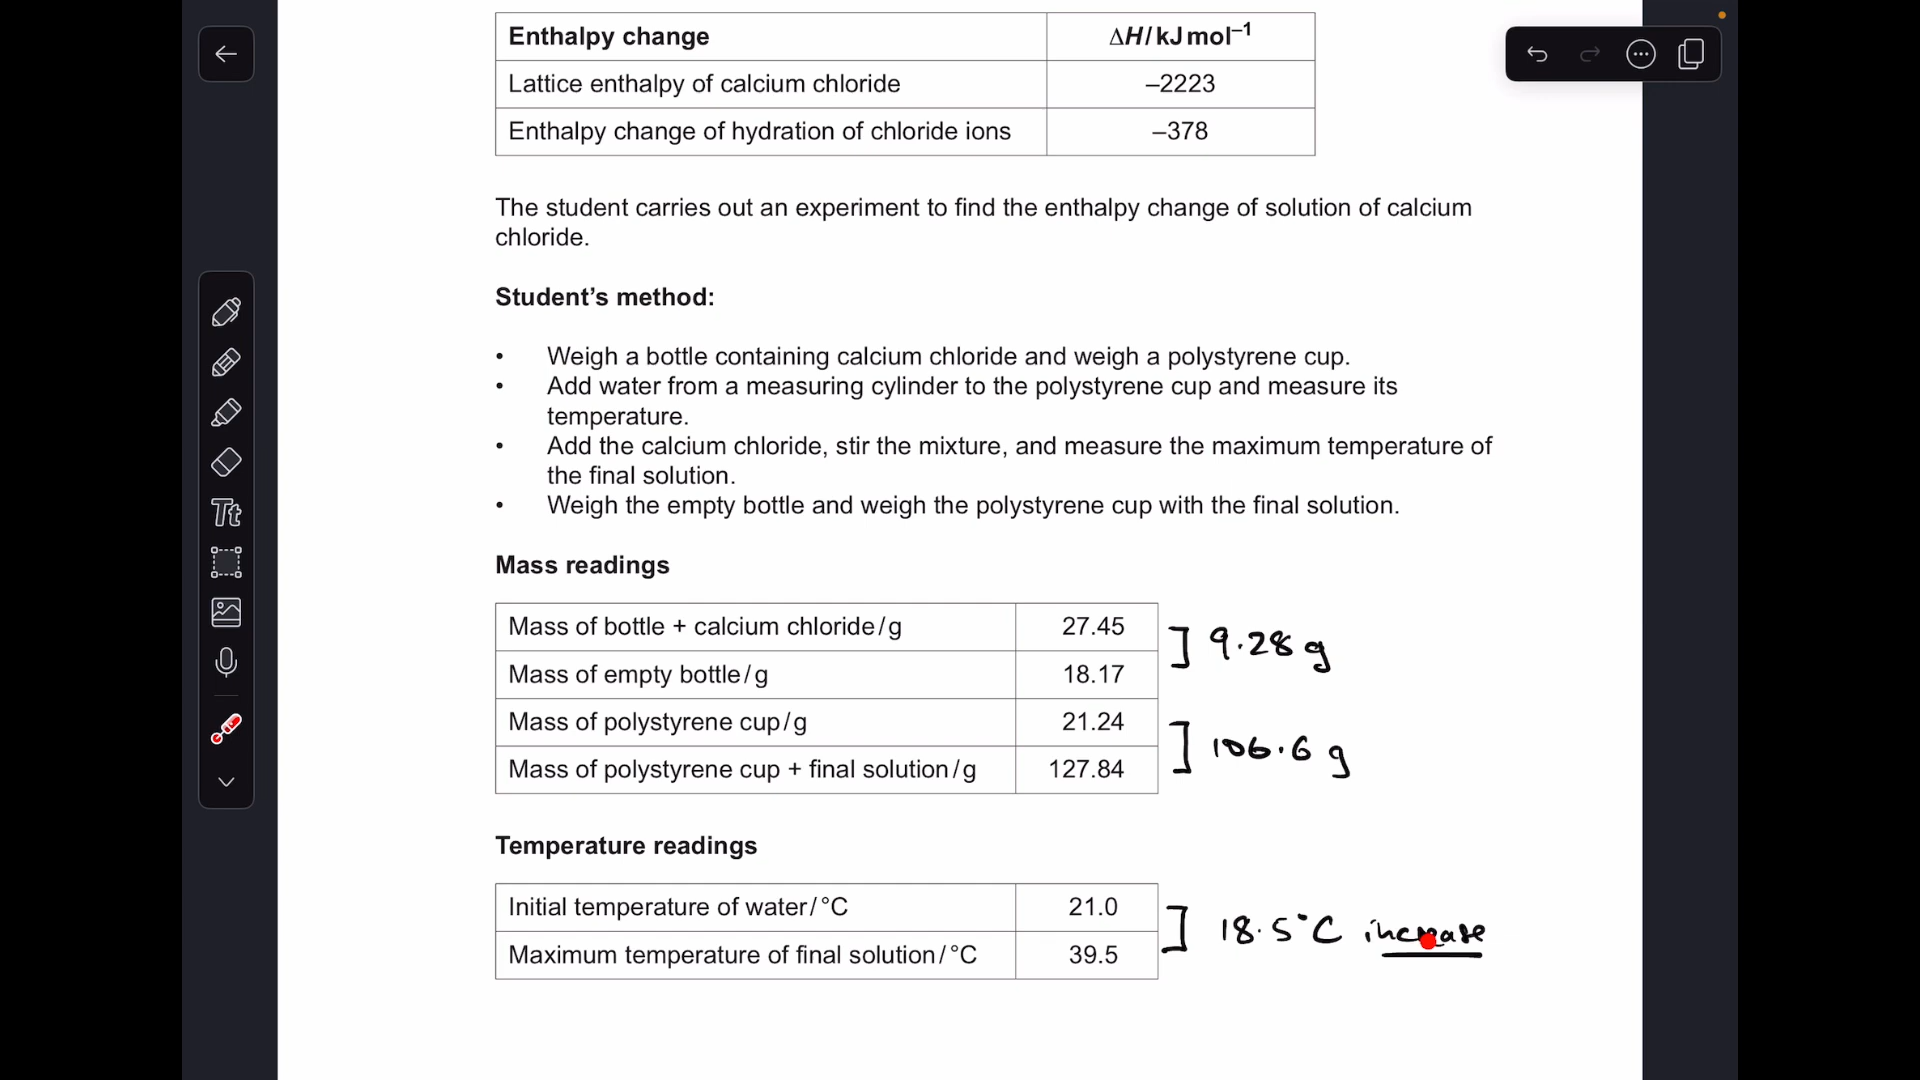 Enthalpy change ΔH/kJ mol⁻¹
Lattice enthalpy of calcium chloride –2223
Enthalpy change of hydration of chloride ions –378
The student carries out an experiment to find the enthalpy change of solution of calcium
chloride.
Student’s method:
• Weigh a bottle containing calcium chloride and weigh a polystyrene cup.
• Add water from a measuring cylinder to the polystyrene cup and measure its
temperature.
• Add the calcium chloride, stir the mixture, and measure the maximum temperature of
the final solution.
• Weigh the empty bottle and weigh the polystyrene cup with the final solution.
Mass readings
Mass of bottle + calcium chloride/g 27.45
] 9.28 g
Mass of empty bottle/g 18.17
Mass of polystyrene cup/g 21.24
] 106.6 g
Mass of polystyrene cup + final solution/g 127.84
Temperature readings
Initial temperature of water/°C 21.0
] 18.5°C increase
Maximum temperature of final solution/°C 39.5
Tt